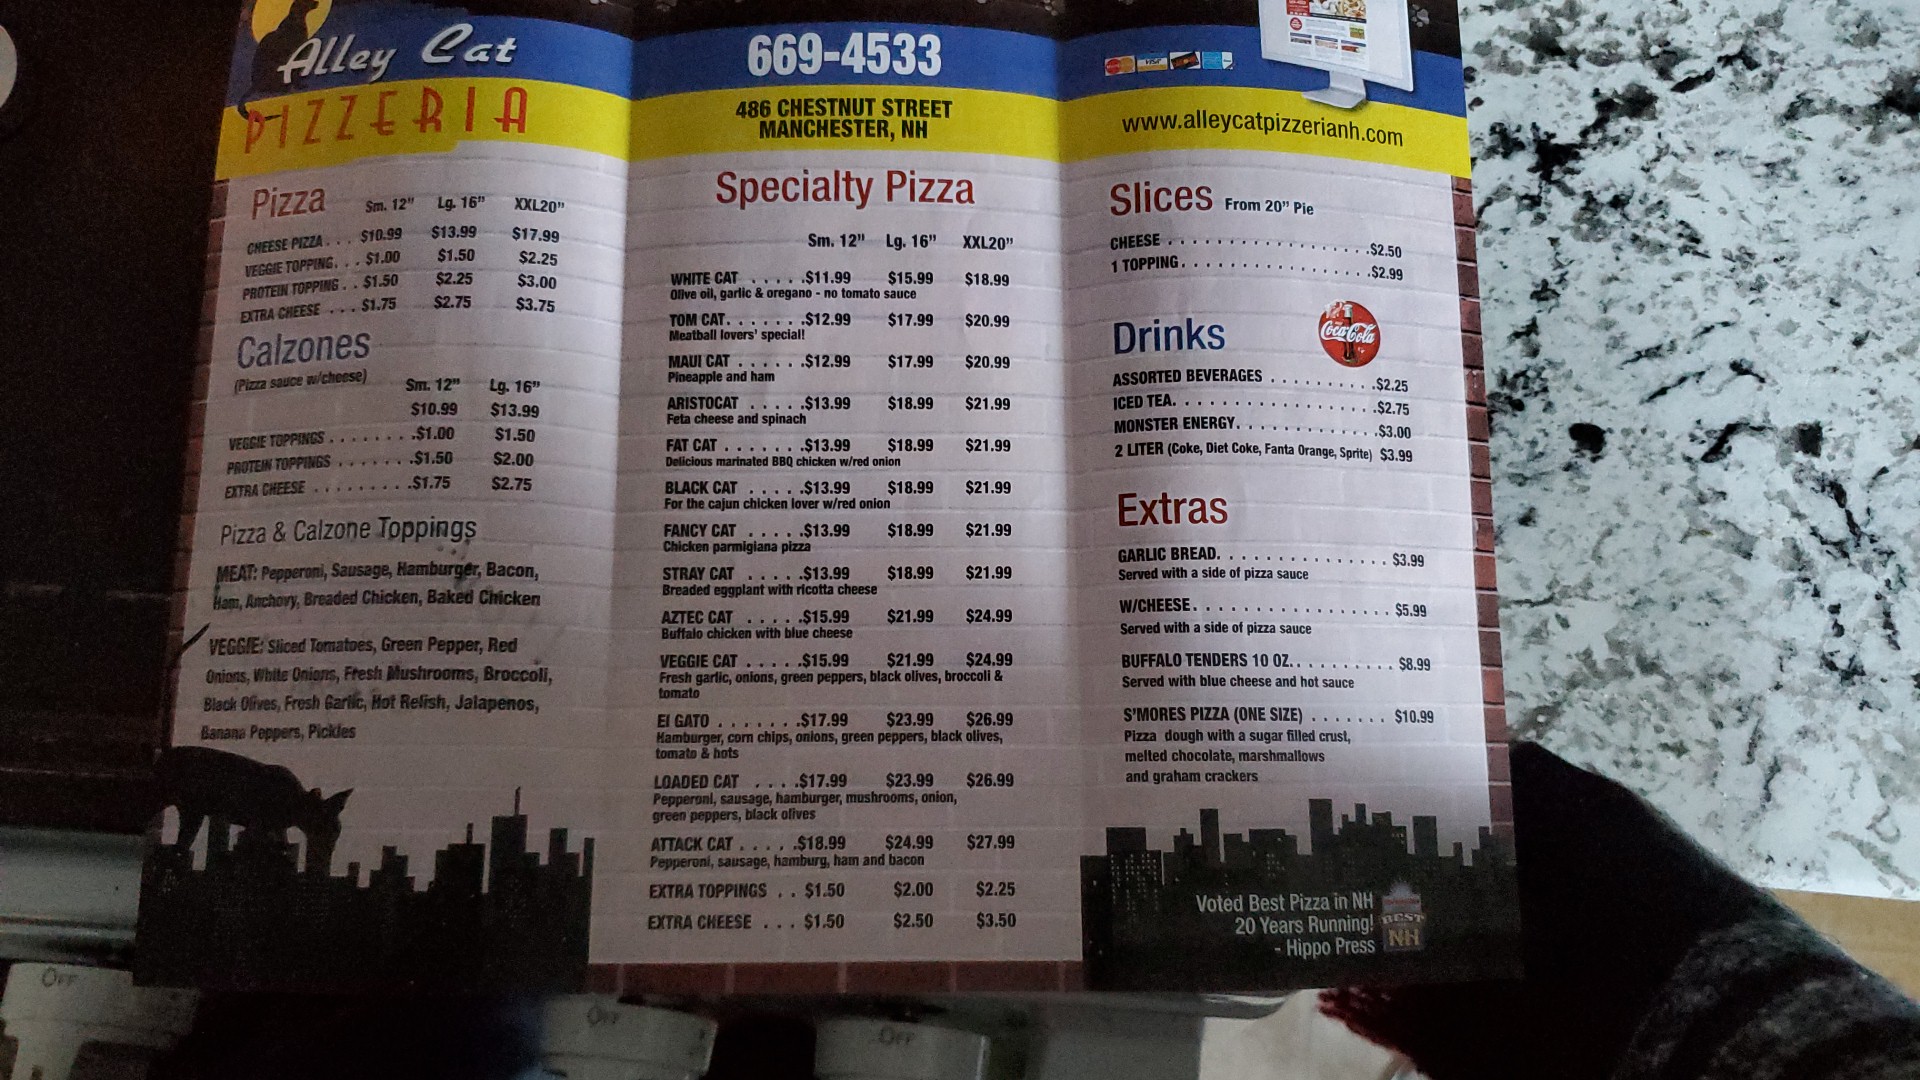 Alley Cat
PIZZERIA
Pizza Sm. 12" Lg. 16" XXL20"
CHEESE PIZZA . . . $10.99 $13.99 $17.99
VEGGIE TOPPING. . . $1.00 $1.50 $2.25
PROTEIN TOPPING . . $1.50 $2.25 $3.00
EXTRA CHEESE . . . $1.75 $2.75 $3.75
Calzones
(Pizza sauce w/cheese) Sm. 12" Lg. 16"
$10.99 $13.99
VEGGIE TOPPINGS . . . . . . . .$1.00 $1.50
PROTEIN TOPPINGS . . . . . . .$1.50 $2.00
EXTRA CHEESE . . . . . . . . .$1.75 $2.75
Pizza & Calzone Toppings
MEAT: Pepperoni, Sausage, Hamburger, Bacon,
Ham, Anchovy, Breaded Chicken, Baked Chicken
VEGGIE: Sliced Tomatoes, Green Pepper, Red
Onions, White Onions, Fresh Mushrooms, Broccoli,
Black Olives, Fresh Garlic, Hot Relish, Jalapenos,
Banana Peppers, Pickles
669-4533
486 CHESTNUT STREET
MANCHESTER, NH
Specialty Pizza
Sm. 12" Lg. 16" XXL20"
WHITE CAT . . . . .$11.99 $15.99 $18.99
Olive oil, garlic & oregano - no tomato sauce
TOM CAT. . . . . . .$12.99 $17.99 $20.99
Meatball lovers' special!
MAUI CAT . . . . . .$12.99 $17.99 $20.99
Pineapple and ham
ARISTOCAT . . . . .$13.99 $18.99 $21.99
Feta cheese and spinach
FAT CAT . . . . . . .$13.99 $18.99 $21.99
Delicious marinated BBQ chicken w/red onion
BLACK CAT . . . . .$13.99 $18.99 $21.99
For the cajun chicken lover w/red onion
FANCY CAT . . . . .$13.99 $18.99 $21.99
Chicken parmigiana pizza
STRAY CAT . . . . .$13.99 $18.99 $21.99
Breaded eggplant with ricotta cheese
AZTEC CAT . . . . .$15.99 $21.99 $24.99
Buffalo chicken with blue cheese
VEGGIE CAT . . . . .$15.99 $21.99 $24.99
Fresh garlic, onions, green peppers, black olives, broccoli &
tomato
El GATO . . . . . . .$17.99 $23.99 $26.99
Hamburger, corn chips, onions, green peppers, black olives,
tomato & hots
LOADED CAT . . . .$17.99 $23.99 $26.99
Pepperoni, sausage, hamburger, mushrooms, onion,
green peppers, black olives
ATTACK CAT . . . . .$18.99 $24.99 $27.99
Pepperoni, sausage, hamburg, ham and bacon
EXTRA TOPPINGS . . $1.50 $2.00 $2.25
EXTRA CHEESE . . . $1.50 $2.50 $3.50
VISA
www.alleycatpizzerianh.com
Slices From 20" Pie
CHEESE . . . . . . . . . . . . . . . . . .$2.50
1 TOPPING. . . . . . . . . . . . . . . . .$2.99
Drinks
Coca-Cola
ASSORTED BEVERAGES . . . . . . . . . .$2.25
ICED TEA. . . . . . . . . . . . . . . . . .$2.75
MONSTER ENERGY. . . . . . . . . . . . .$3.00
2 LITER (Coke, Diet Coke, Fanta Orange, Sprite) $3.99
Extras
GARLIC BREAD. . . . . . . . . . . . . . $3.99
Served with a side of pizza sauce
W/CHEESE. . . . . . . . . . . . . . . . . $5.99
Served with a side of pizza sauce
BUFFALO TENDERS 10 OZ. . . . . . . . . . $8.99
Served with blue cheese and hot sauce
S'MORES PIZZA (ONE SIZE) . . . . . . . $10.99
Pizza dough with a sugar filled crust,
melted chocolate, marshmallows
and graham crackers
Voted Best Pizza in NH
20 Years Running!
- Hippo Press
BEST
NH
OFF
OFF
OFF